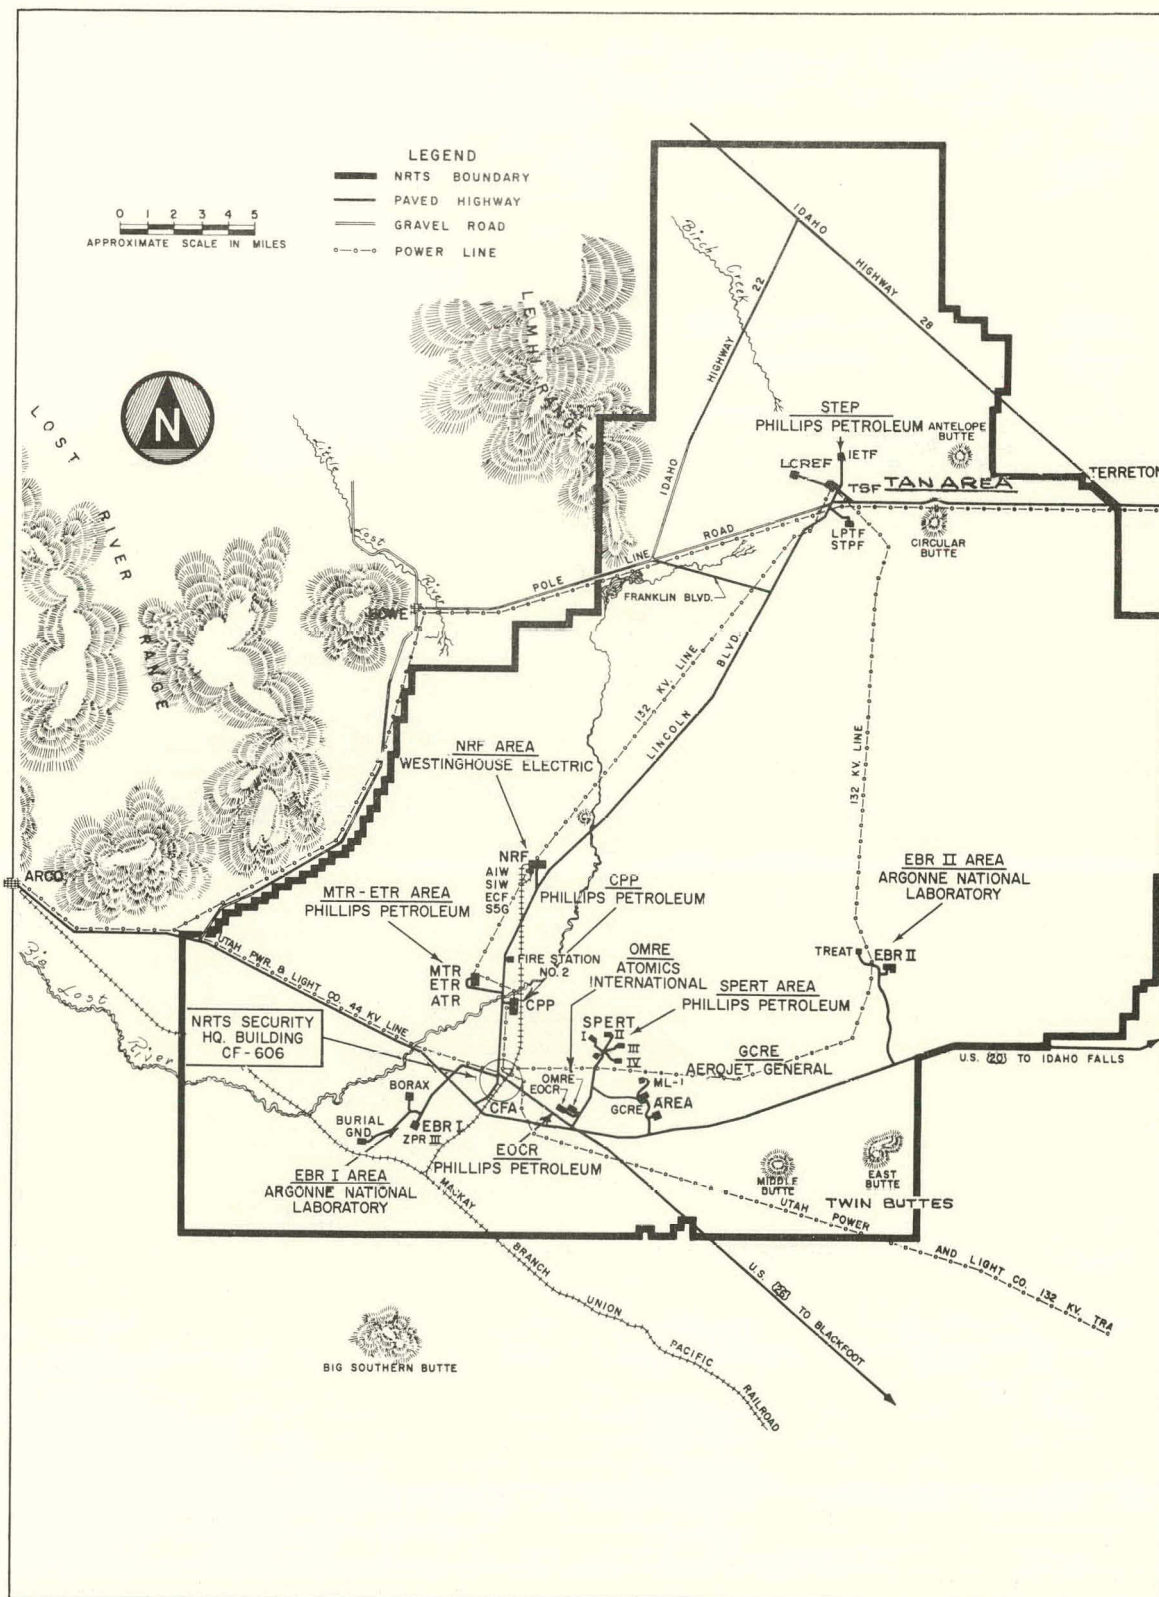 LEGEND
NRTS BOUNDARY
PAVED HIGHWAY
GRAVEL ROAD
POWER LINE
0 1 2 3 4 5
APPROXIMATE SCALE IN MILES
N
LOST RIVER RANGE
LEMHI RANGE
Birch Creek
IDAHO HIGHWAY 28
IDAHO HIGHWAY 22
Little Lost River
STEP
PHILLIPS PETROLEUM
ANTELOPE
BUTTE
IETF
LCREF
TSF
TAN AREA
TERRETON
LPTF
STPF
CIRCULAR
BUTTE
POLE LINE ROAD
FRANKLIN BLVD.
HOWE
132 KV. LINE
LINCOLN BLVD.
132 KV. LINE
NRF AREA
WESTINGHOUSE ELECTRIC
NRF
AIW
SIW
ECF
S5G
ARCO
MTR-ETR AREA
PHILLIPS PETROLEUM
CPP
PHILLIPS PETROLEUM
EBR II AREA
ARGONNE NATIONAL
LABORATORY
TREAT
EBR II
UTAH PWR. & LIGHT CO. 44 KV LINE
FIRE STATION
NO. 2
OMRE
ATOMICS
INTERNATIONAL
MTR
ETR
ATR
CPP
SPERT AREA
PHILLIPS PETROLEUM
Big Lost River
NRTS SECURITY
HQ. BUILDING
CF-606
SPERT
I
II
III
IV
GCRE
AEROJET GENERAL
U.S. 20 TO IDAHO FALLS
OMRE
EOCR
ML-1
GCRE
AREA
BORAX
CFA
BURIAL
GND
EBR I
ZPR III
EOCR
PHILLIPS PETROLEUM
EBR I AREA
ARGONNE NATIONAL
LABORATORY
MIDDLE
BUTTE
EAST
BUTTE
TWIN BUTTES
UTAH POWER AND LIGHT CO. 132 KV. TRA
MACKAY BRANCH UNION PACIFIC RAILROAD
U.S. 26 TO BLACKFOOT
BIG SOUTHERN BUTTE